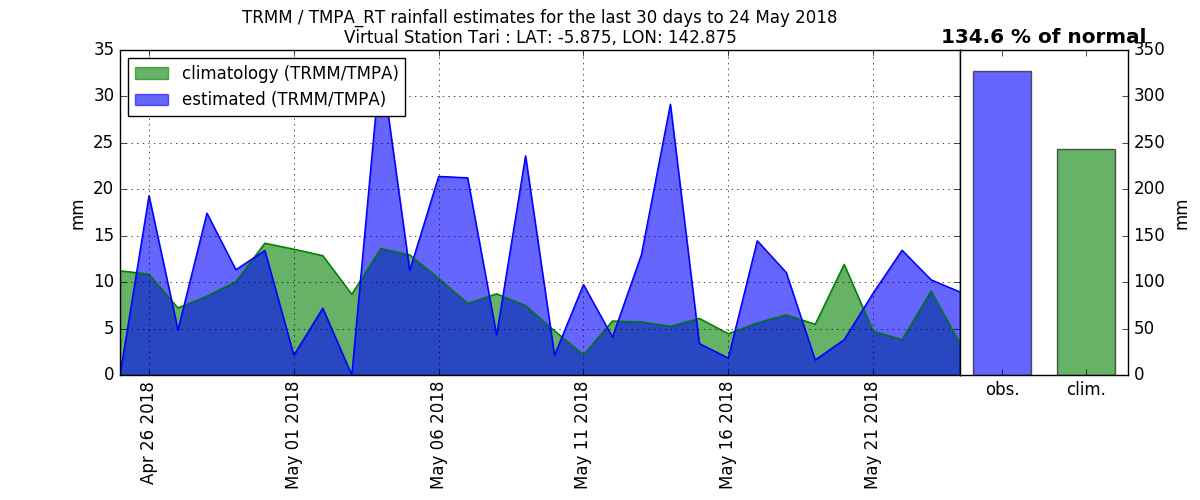 TRMM / TMPA_RT rainfall estimates for the last 30 days to 24 May 2018
Virtual Station Tari : LAT: -5.875, LON: 142.875
134.6 % of normal
climatology (TRMM/TMPA)
estimated (TRMM/TMPA)
mm
35
30
25
20
15
10
5
0
Apr 26 2018
May 01 2018
May 06 2018
May 11 2018
May 16 2018
May 21 2018
350
300
250
200
150
100
50
0
mm
obs.
clim.